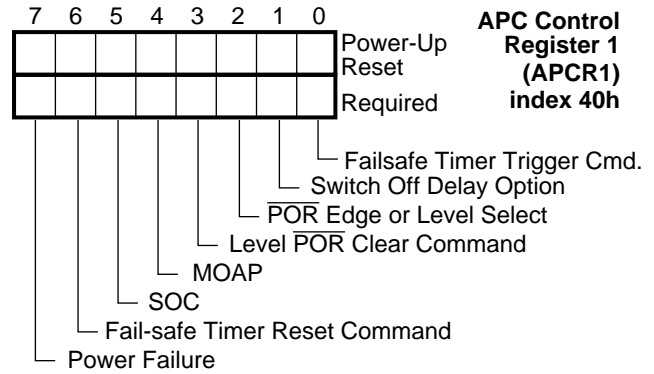 7 6 5 4 3 2 1 0
APC Control
Register 1
(APCR1)
index 40h
Power-Up
Reset
Required
Failsafe Timer Trigger Cmd.
Switch Off Delay Option
POR Edge or Level Select
Level POR Clear Command
MOAP
SOC
Fail-safe Timer Reset Command
Power Failure